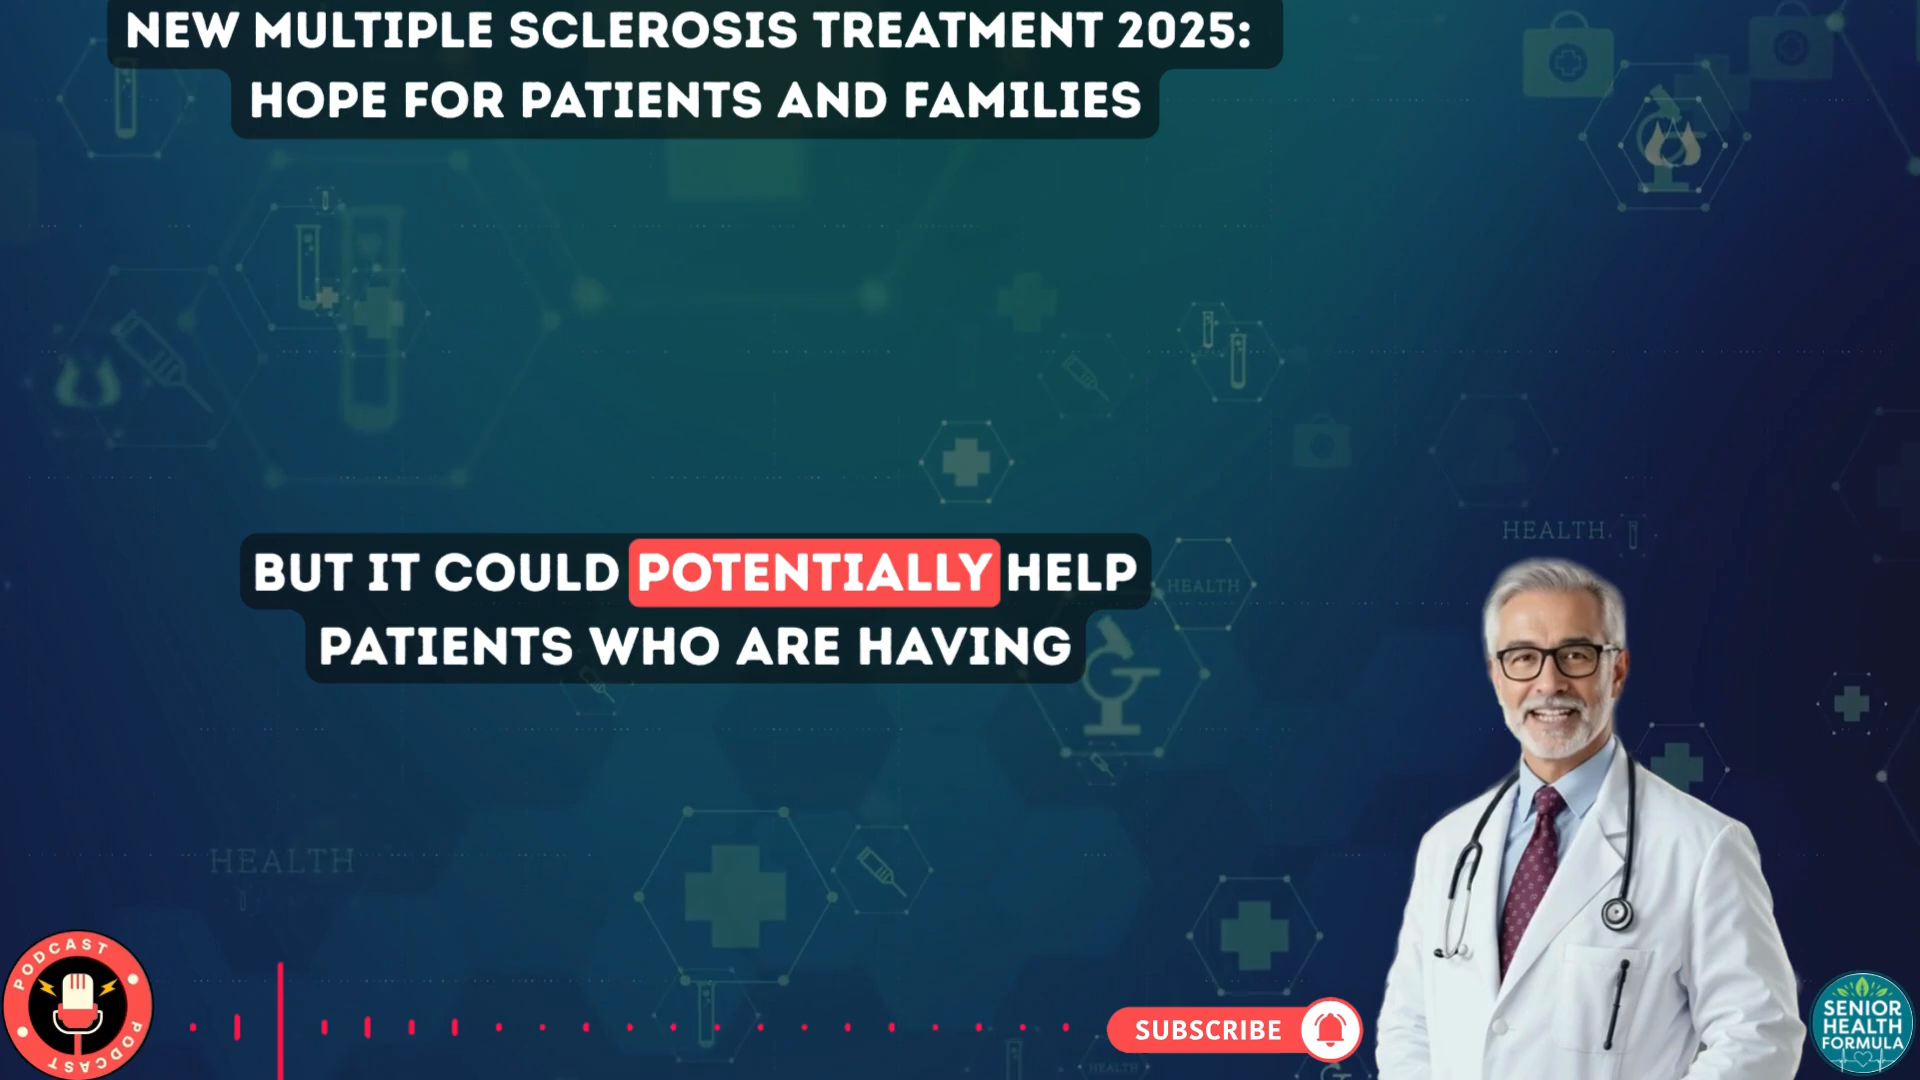 NEW MULTIPLE SCLEROSIS TREATMENT 2025:
HOPE FOR PATIENTS AND FAMILIES
HEALTH
BUT IT COULD POTENTIALLY HELP
HEALTH
PATIENTS WHO ARE HAVING
HEALTH
PODCAST
PODCAST
SUBSCRIBE
SENIOR
HEALTH
FORMULA
HEALTH